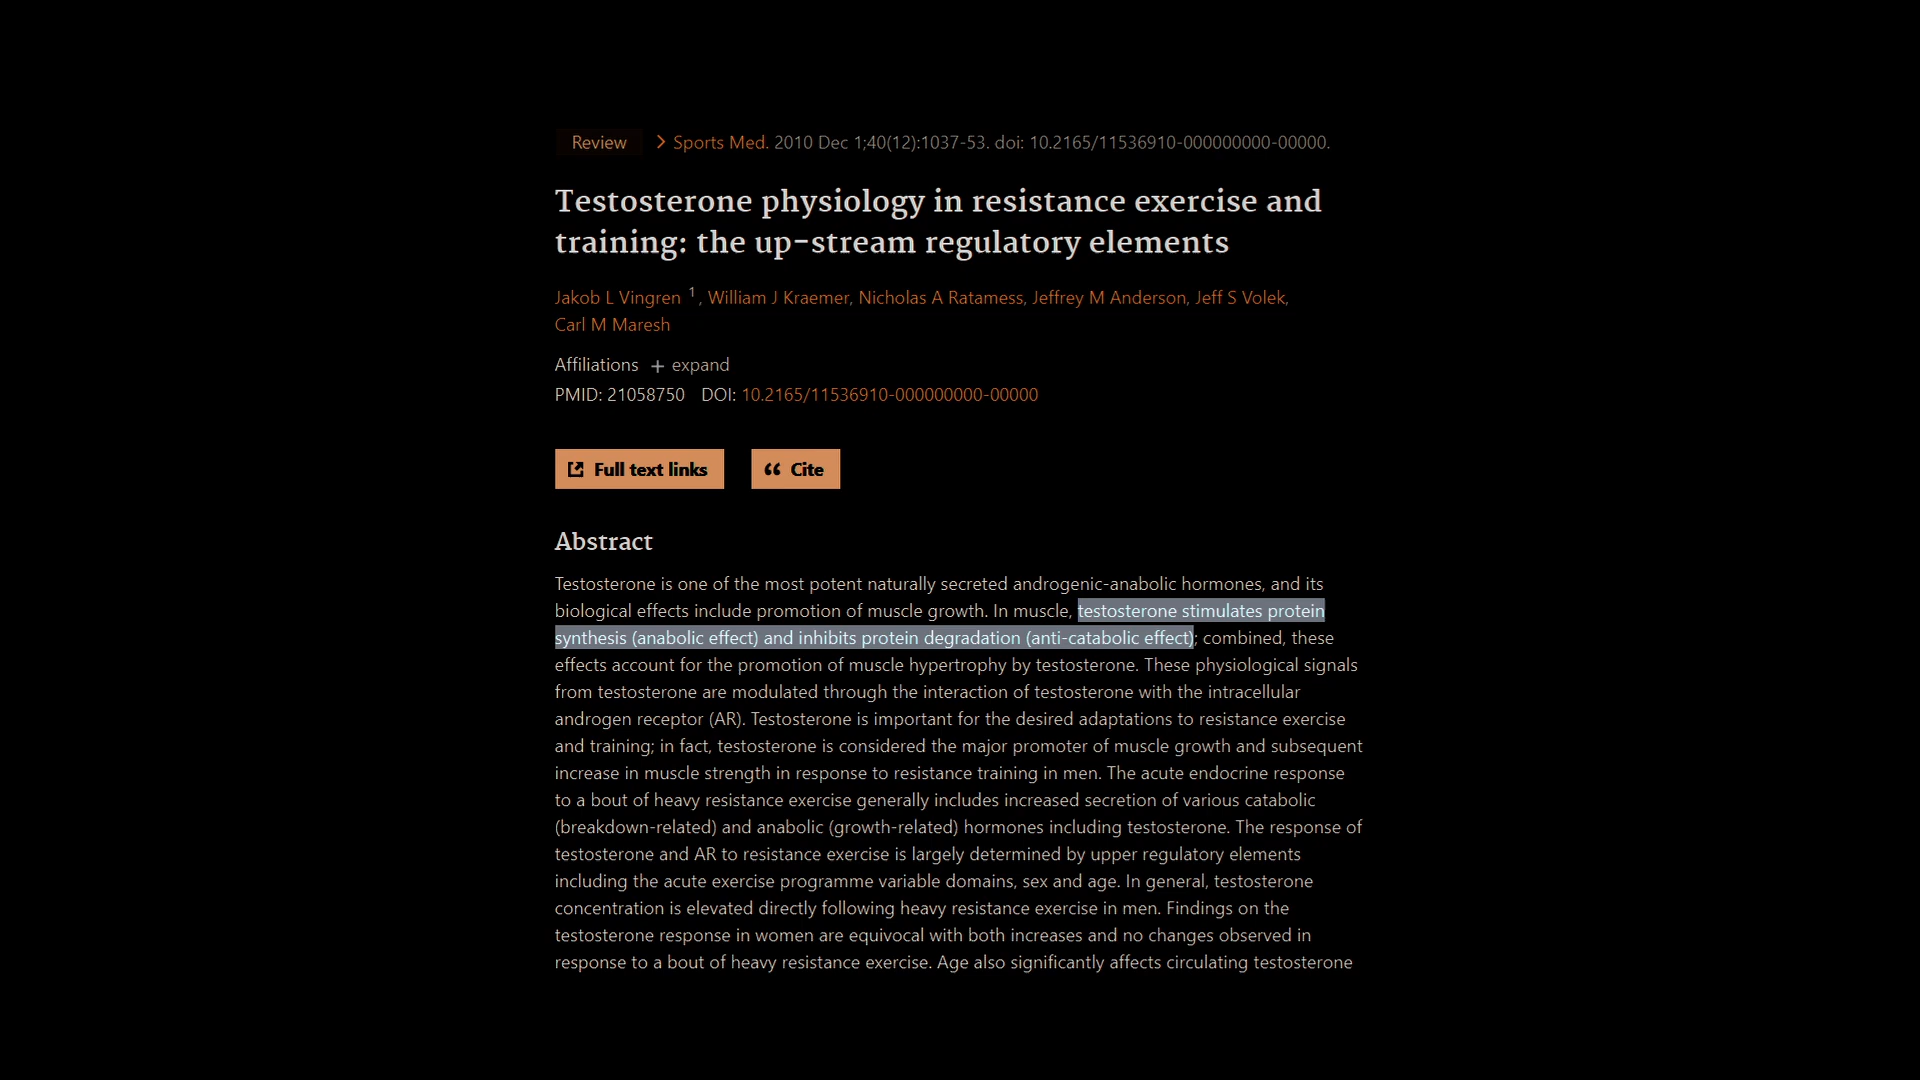 Review > Sports Med. 2010 Dec 1;40(12):1037-53. doi: 10.2165/11536910-000000000-00000.
Testosterone physiology in resistance exercise and
training: the up-stream regulatory elements
Jakob L Vingren 1, William J Kraemer, Nicholas A Ratamess, Jeffrey M Anderson, Jeff S Volek,
Carl M Maresh
Affiliations + expand
PMID: 21058750 DOI: 10.2165/11536910-000000000-00000
Full text links
Cite
Abstract
Testosterone is one of the most potent naturally secreted androgenic-anabolic hormones, and its
biological effects include promotion of muscle growth. In muscle, testosterone stimulates protein
synthesis (anabolic effect) and inhibits protein degradation (anti-catabolic effect); combined, these
effects account for the promotion of muscle hypertrophy by testosterone. These physiological signals
from testosterone are modulated through the interaction of testosterone with the intracellular
androgen receptor (AR). Testosterone is important for the desired adaptations to resistance exercise
and training; in fact, testosterone is considered the major promoter of muscle growth and subsequent
increase in muscle strength in response to resistance training in men. The acute endocrine response
to a bout of heavy resistance exercise generally includes increased secretion of various catabolic
(breakdown-related) and anabolic (growth-related) hormones including testosterone. The response of
testosterone and AR to resistance exercise is largely determined by upper regulatory elements
including the acute exercise programme variable domains, sex and age. In general, testosterone
concentration is elevated directly following heavy resistance exercise in men. Findings on the
testosterone response in women are equivocal with both increases and no changes observed in
response to a bout of heavy resistance exercise. Age also significantly affects circulating testosterone